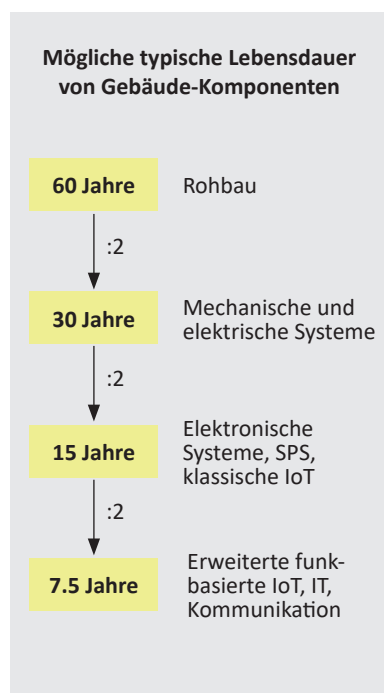 Mögliche typische Lebensdauer
von Gebäude-Komponenten
60 Jahre
Rohbau
:2
30 Jahre
Mechanische und
elektrische Systeme
:2
15 Jahre
Elektronische
Systeme, SPS,
klassische IoT
:2
7.5 Jahre
Erweiterte funk-
basierte IoT, IT,
Kommunikation